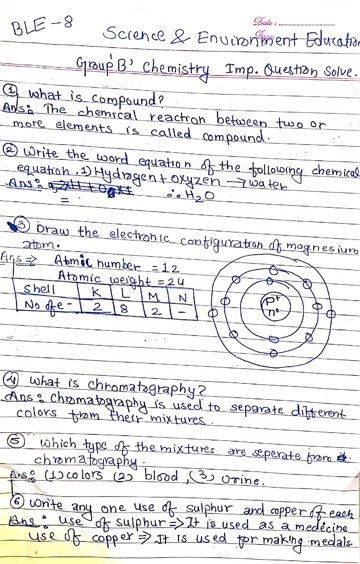 BLE-8
Date:
Science & Environment Education
Group 'B' Chemistry Imp. Question Solve.
① what is compound?
Ans: The chemical reactron between two or
more elements is called compound.
② Write the word equation of the following chemical
equation. 1) Hydrogen + oxyzen → water
Ans:
∴ H₂O
=
③ Draw the electronic configuration of magnesium
atom.
Ans ⇒ Atomic number = 12
Atomic weight = 24
Shell K L M N
No of e- 2 8 2 -
P+
n°
④ what is chromatography?
Ans: chromatography is used to separate different
colors from their mixtures.
⑤ which type of the mixtures are seperate from
chromatography.
Ans: (1) colors (2) blood, (3) urine.
⑥ Write any one use of sulphur and copper of each
Ans: use of sulphur ⇒ It is used as a medecine
use of copper ⇒ It is used for making medals